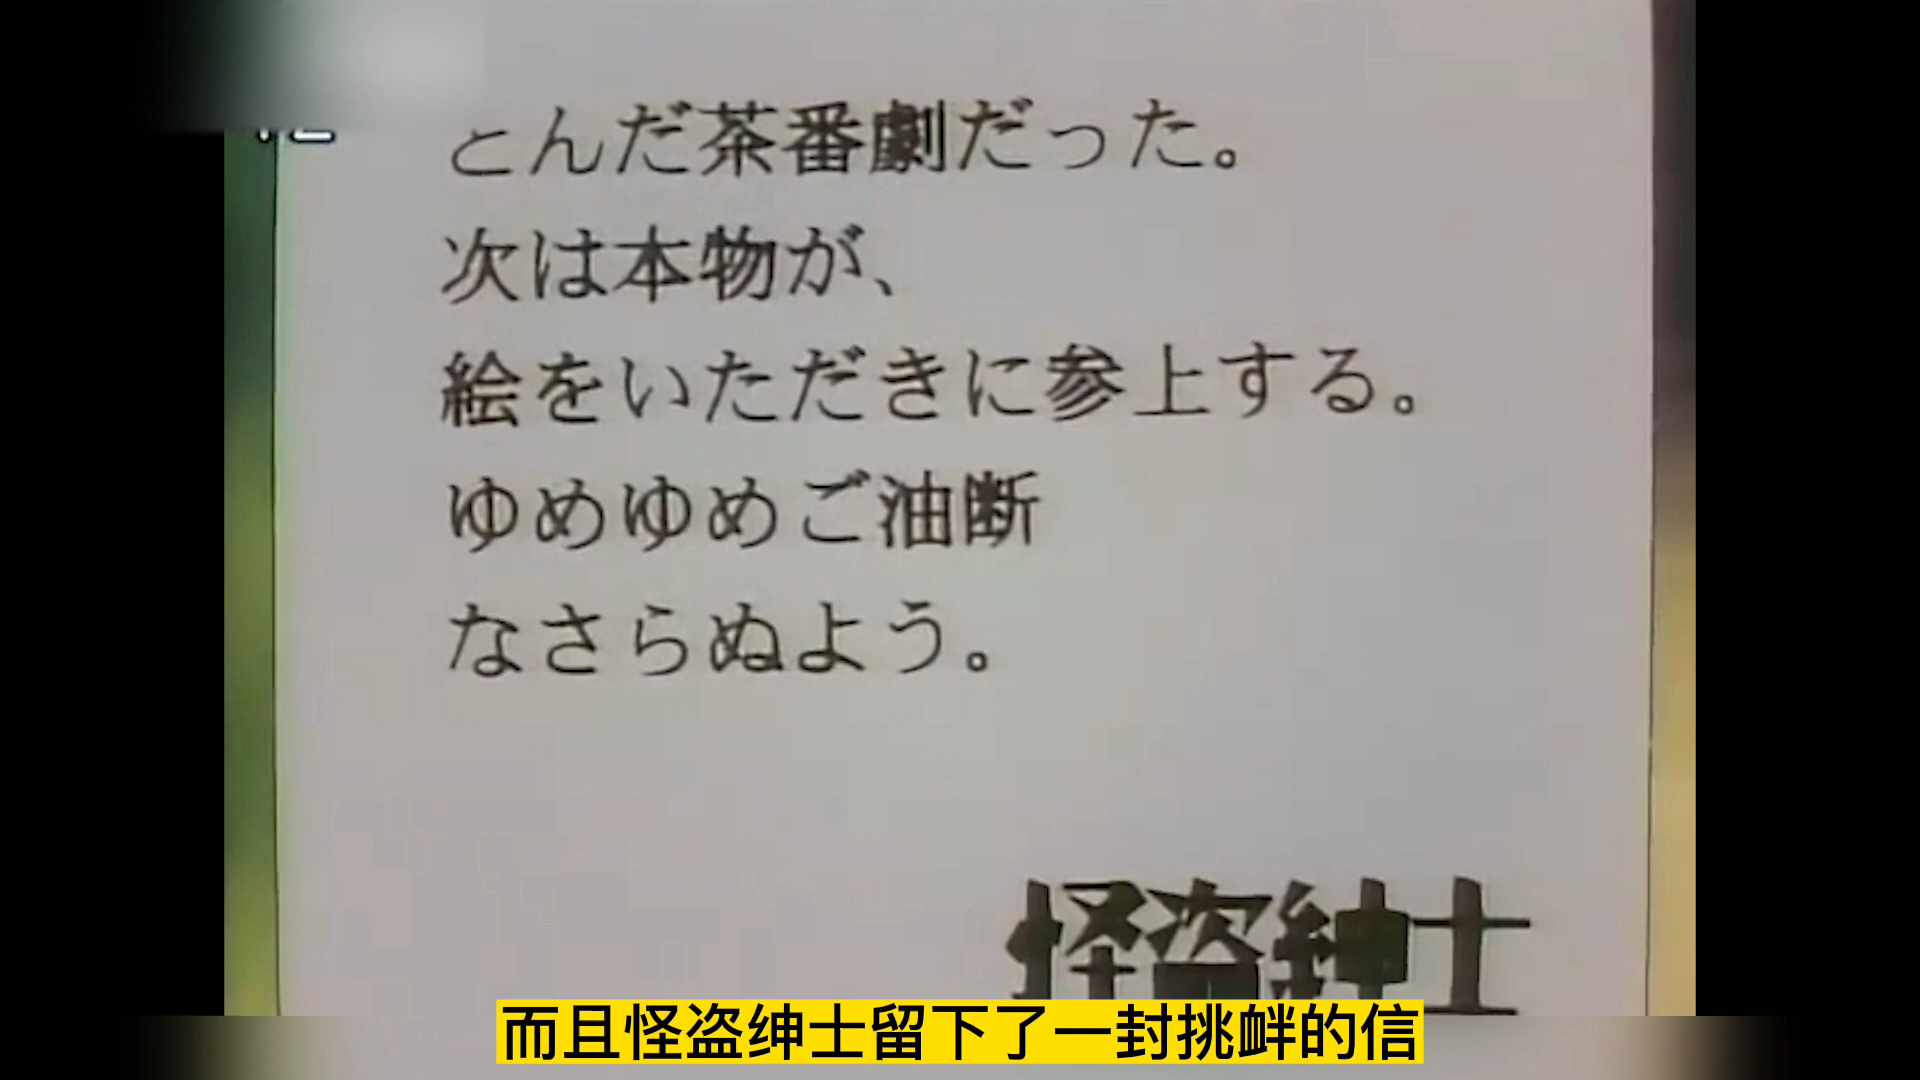 とんだ茶番劇だった。
次は本物が、
絵をいただきに参上する。
ゆめゆめご油断
なさらぬよう。
怪盗紳士
而且怪盗绅士留下了一封挑衅的信